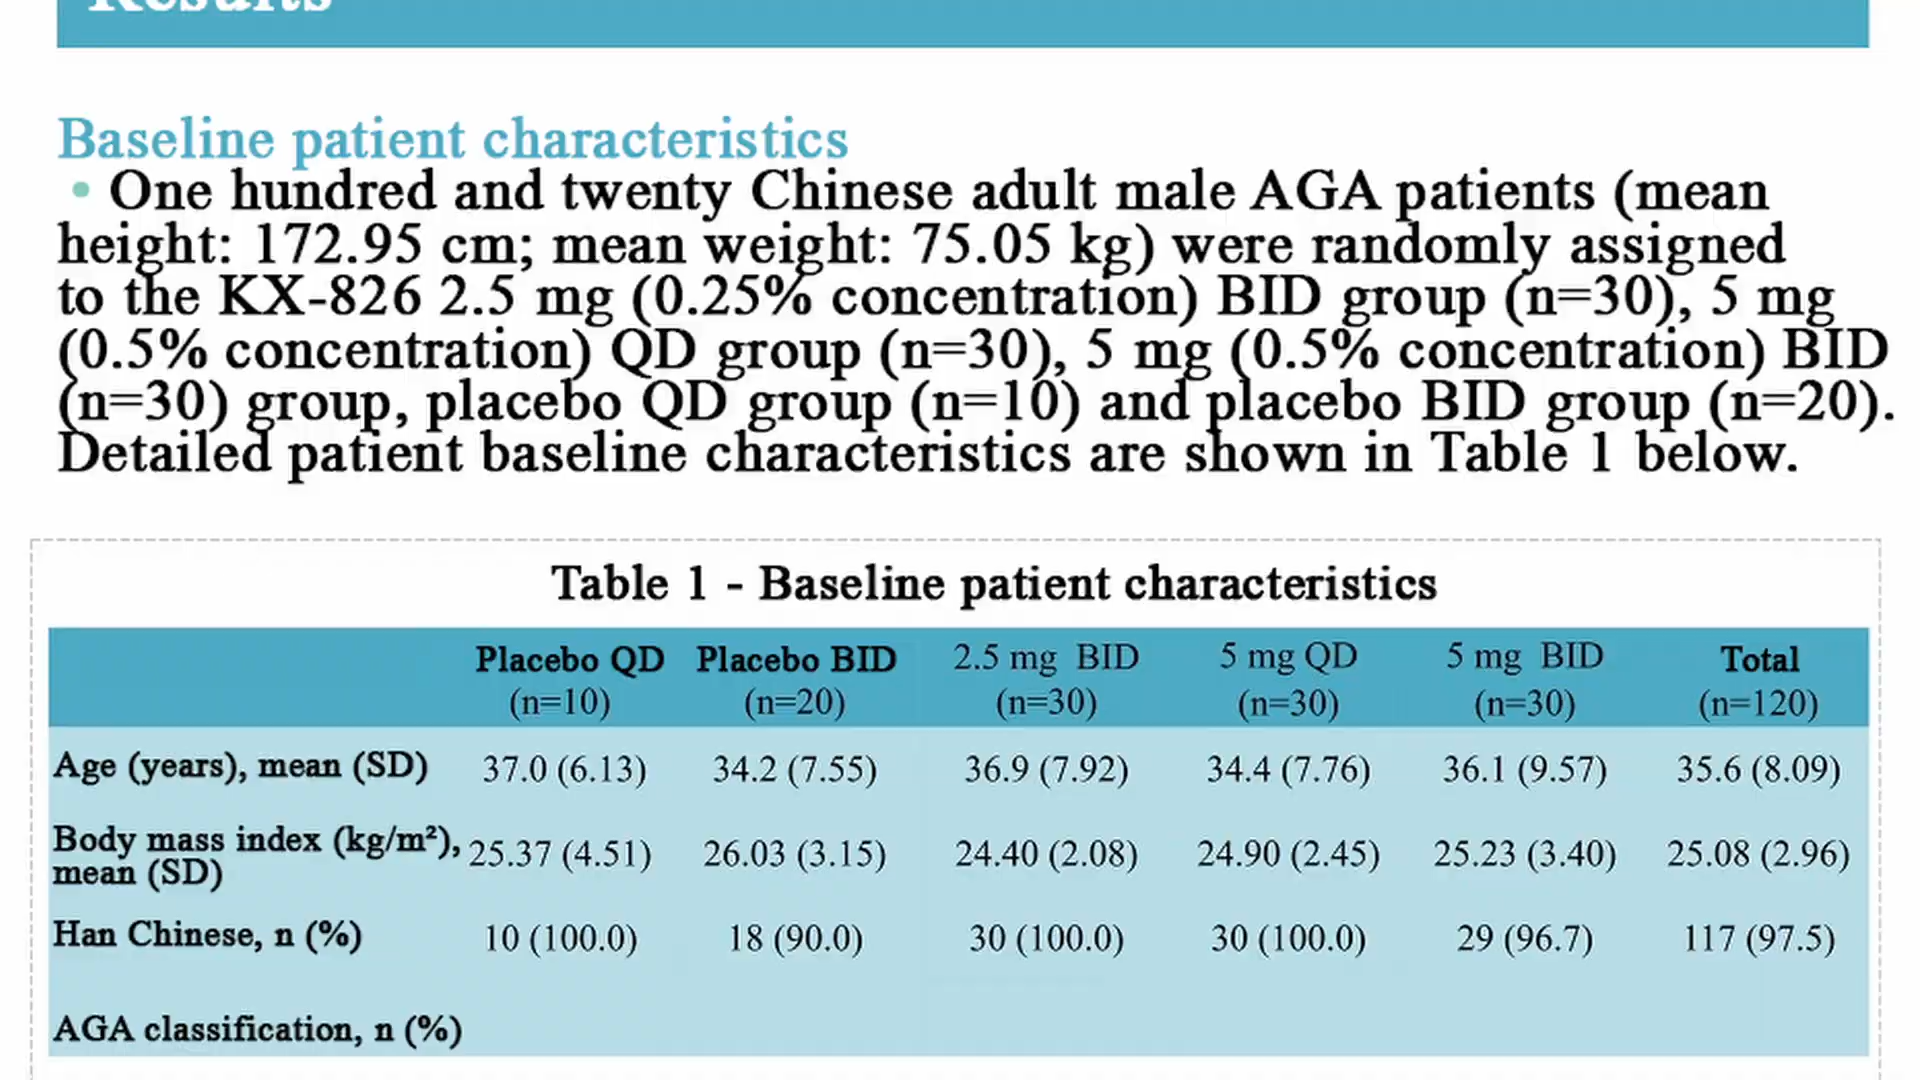 Results
Baseline patient characteristics
• One hundred and twenty Chinese adult male AGA patients (mean
height: 172.95 cm; mean weight: 75.05 kg) were randomly assigned
to the KX-826 2.5 mg (0.25% concentration) BID group (n=30), 5 mg
(0.5% concentration) QD group (n=30), 5 mg (0.5% concentration) BID
(n=30) group, placebo QD group (n=10) and placebo BID group (n=20).
Detailed patient baseline characteristics are shown in Table 1 below.
Table 1 - Baseline patient characteristics
Placebo QD Placebo BID 2.5 mg BID 5 mg QD 5 mg BID Total
(n=10) (n=20) (n=30) (n=30) (n=30) (n=120)
Age (years), mean (SD) 37.0 (6.13) 34.2 (7.55) 36.9 (7.92) 34.4 (7.76) 36.1 (9.57) 35.6 (8.09)
Body mass index (kg/m²),
mean (SD) 25.37 (4.51) 26.03 (3.15) 24.40 (2.08) 24.90 (2.45) 25.23 (3.40) 25.08 (2.96)
Han Chinese, n (%) 10 (100.0) 18 (90.0) 30 (100.0) 30 (100.0) 29 (96.7) 117 (97.5)
AGA classification, n (%)